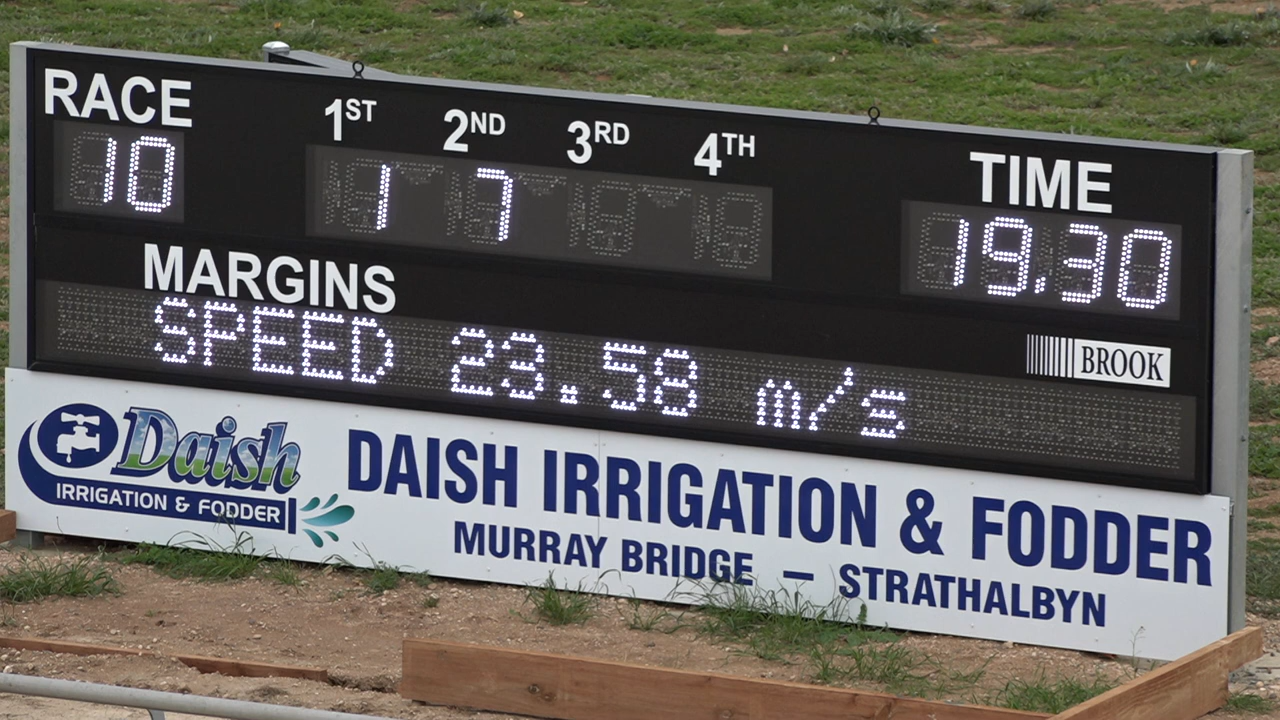 RACE 1ST 2ND 3RD 4TH TIME
10 1 7 19.30
MARGINS
SPEED 23.58 m/s
BROOK
Daish
IRRIGATION & FODDER
DAISH IRRIGATION & FODDER
MURRAY BRIDGE – STRATHALBYN